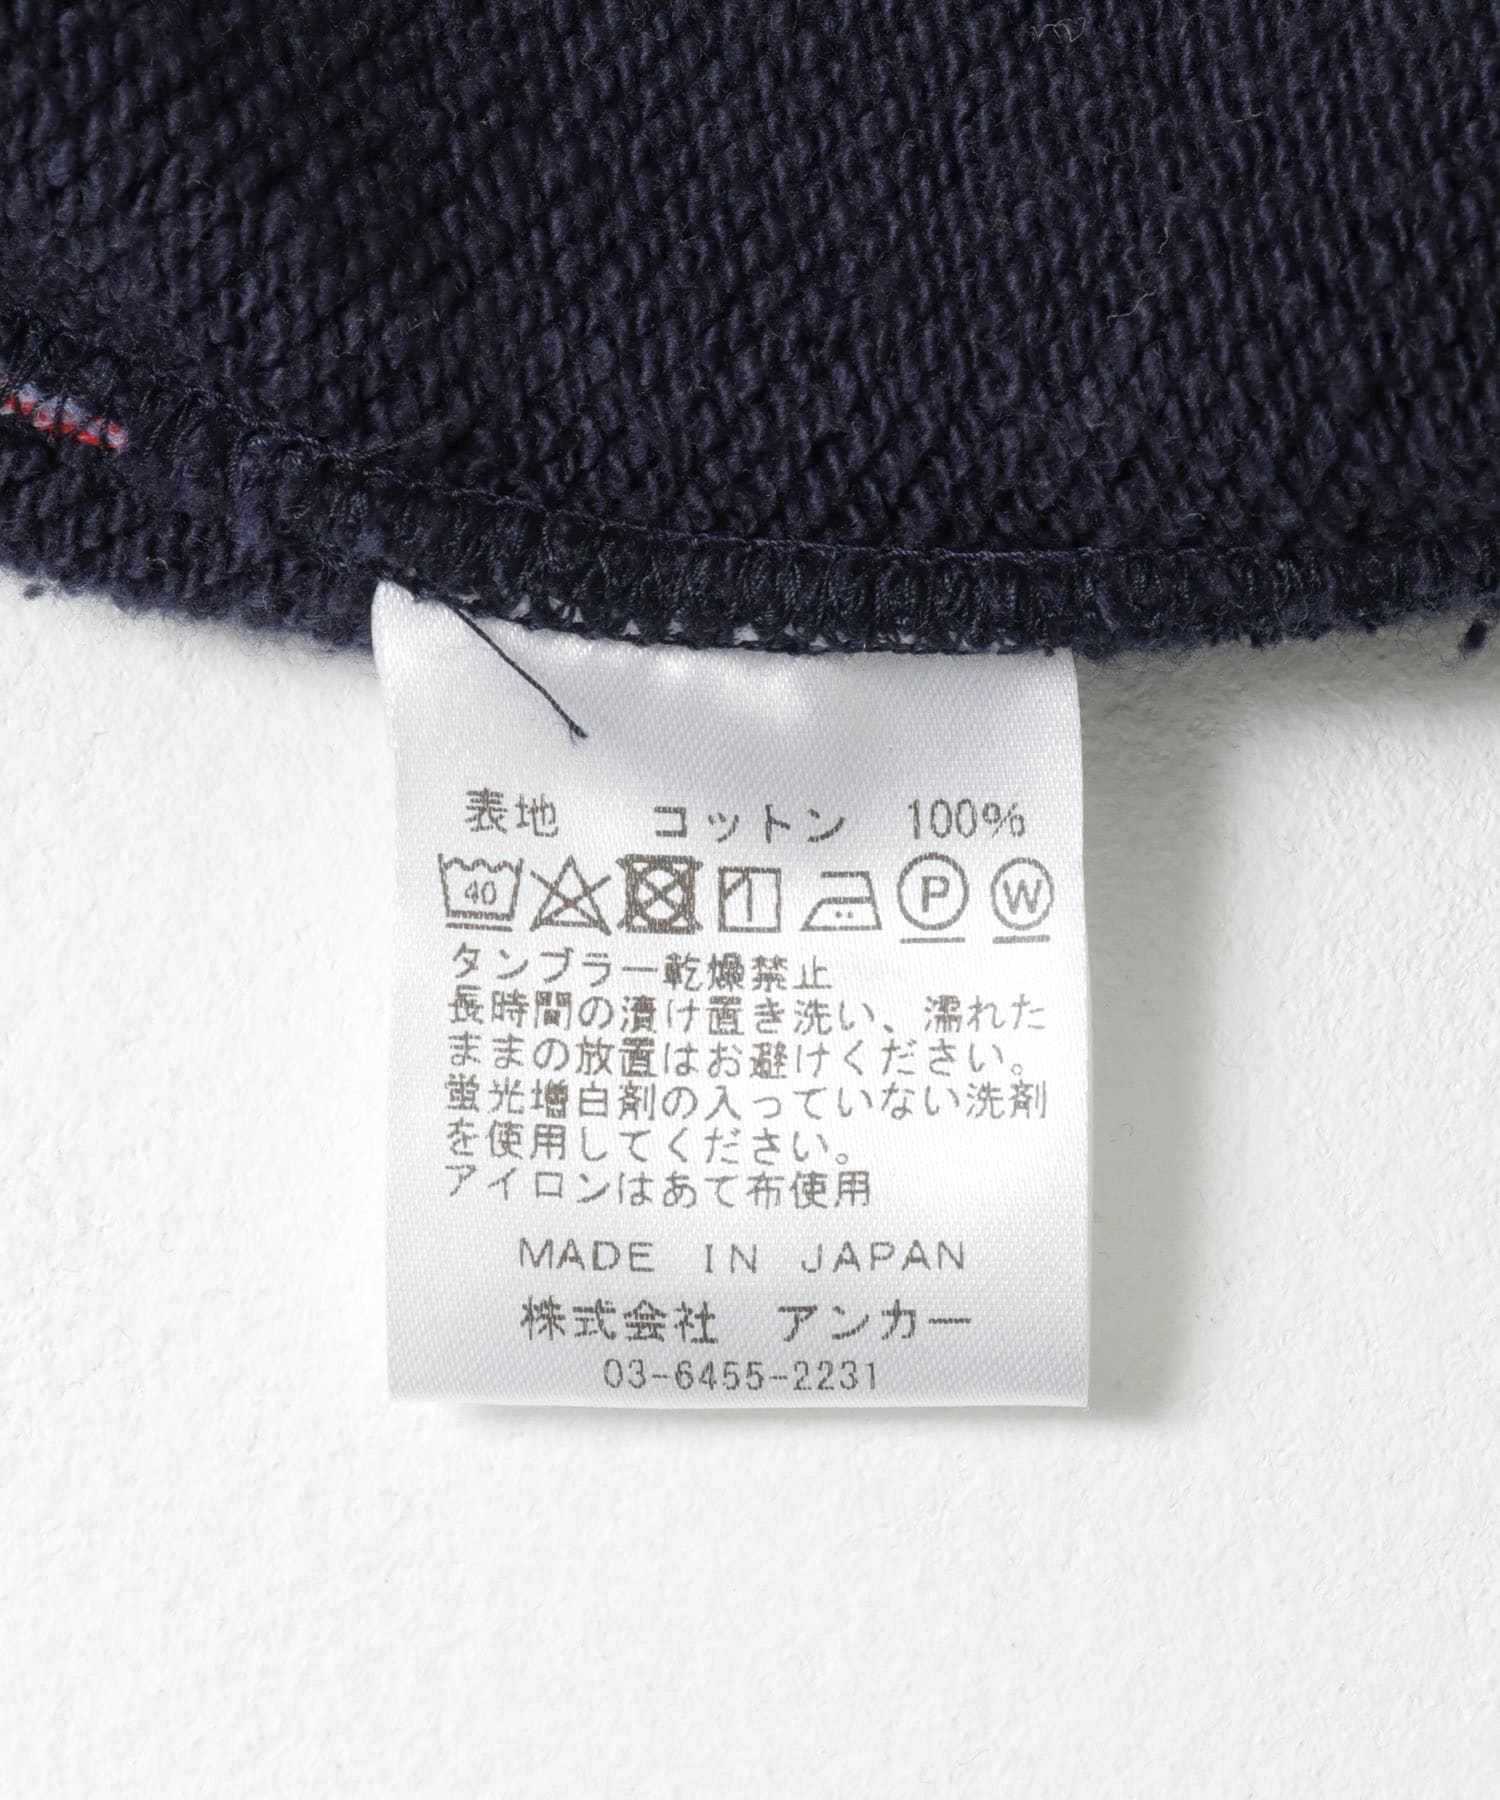 表地 コットン 100%
40 P W
タンブラー乾燥禁止
長時間の漬け置き洗い、濡れた
ままの放置はお避けください。
蛍光増白剤の入っていない洗剤
を使用してください。
アイロンはあて布使用
MADE IN JAPAN
株式会社 アンカー
03-6455-2231